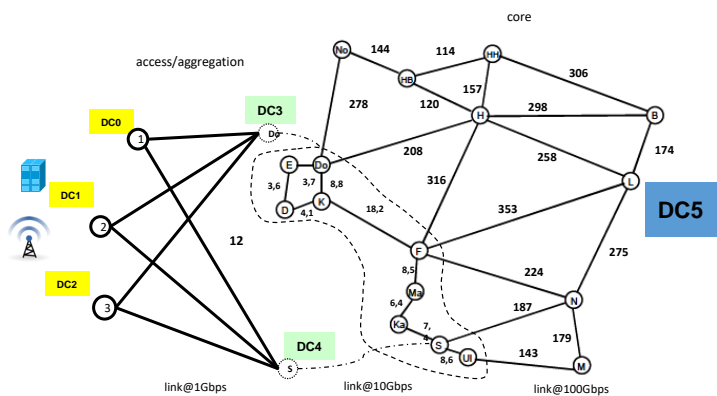 core
access/aggregation
No
144
HB
114
HH
306
157
120
H
298
B
278
208
258
174
DC0
1
DC3
Do
E
3,7
Do
3,6
8,8
D
4,1
K
18,2
316
353
L
DC5
275
DC1
2
12
F
8,5
Ma
224
6,4
Ka
187
N
DC2
3
7,
4
S
8,6
Ul
143
179
M
DC4
S
link@1Gbps
link@10Gbps
link@100Gbps